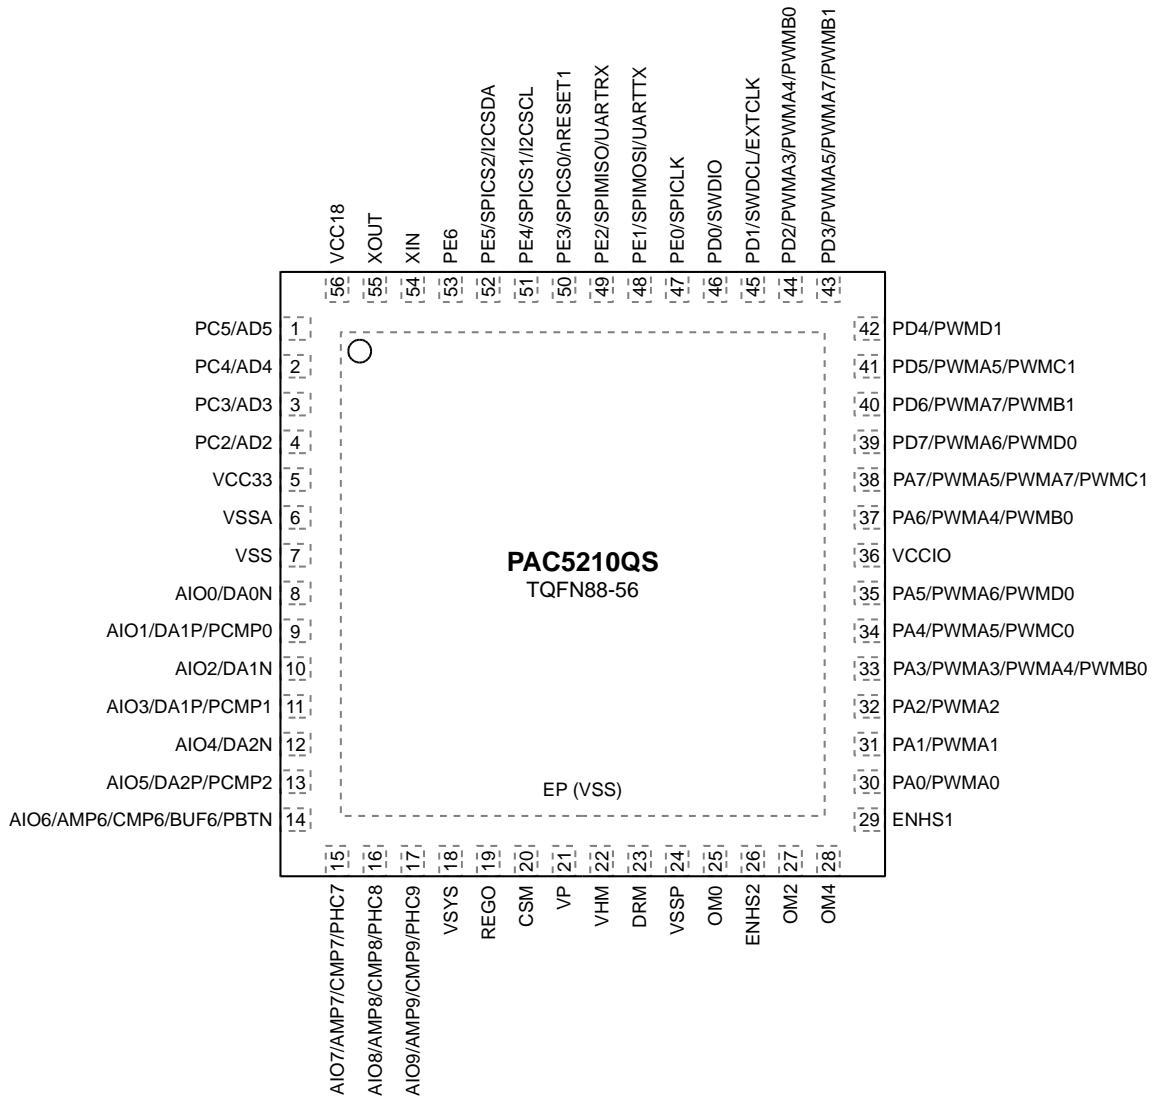 VCC18
XOUT
XIN
PE6
PE5/SPICS2/I2CSDA
PE4/SPICS1/I2CSCL
PE3/SPICS0/nRESET1
PE2/SPIMISO/UARTRX
PE1/SPIMOSI/UARTTX
PE0/SPICLK
PD0/SWDIO
PD1/SWDCL/EXTCLK
PD2/PWMA3/PWMA4/PWMB0
PD3/PWMA5/PWMA7/PWMB1
56
55
54
53
52
51
50
49
48
47
46
45
44
43
PC5/AD5 1
PC4/AD4 2
PC3/AD3 3
PC2/AD2 4
VCC33 5
VSSA 6
VSS 7
AIO0/DA0N 8
AIO1/DA1P/PCMP0 9
AIO2/DA1N 10
AIO3/DA1P/PCMP1 11
AIO4/DA2N 12
AIO5/DA2P/PCMP2 13
AIO6/AMP6/CMP6/BUF6/PBTN 14
PAC5210QS
TQFN88-56
EP (VSS)
42 PD4/PWMD1
41 PD5/PWMA5/PWMC1
40 PD6/PWMA7/PWMB1
39 PD7/PWMA6/PWMD0
38 PA7/PWMA5/PWMA7/PWMC1
37 PA6/PWMA4/PWMB0
36 VCCIO
35 PA5/PWMA6/PWMD0
34 PA4/PWMA5/PWMC0
33 PA3/PWMA3/PWMA4/PWMB0
32 PA2/PWMA2
31 PA1/PWMA1
30 PA0/PWMA0
29 ENHS1
15
16
17
18
19
20
21
22
23
24
25
26
27
28
AIO7/AMP7/CMP7/PHC7
AIO8/AMP8/CMP8/PHC8
AIO9/AMP9/CMP9/PHC9
VSYS
REGO
CSM
VP
VHM
DRM
VSSP
OM0
ENHS2
OM2
OM4